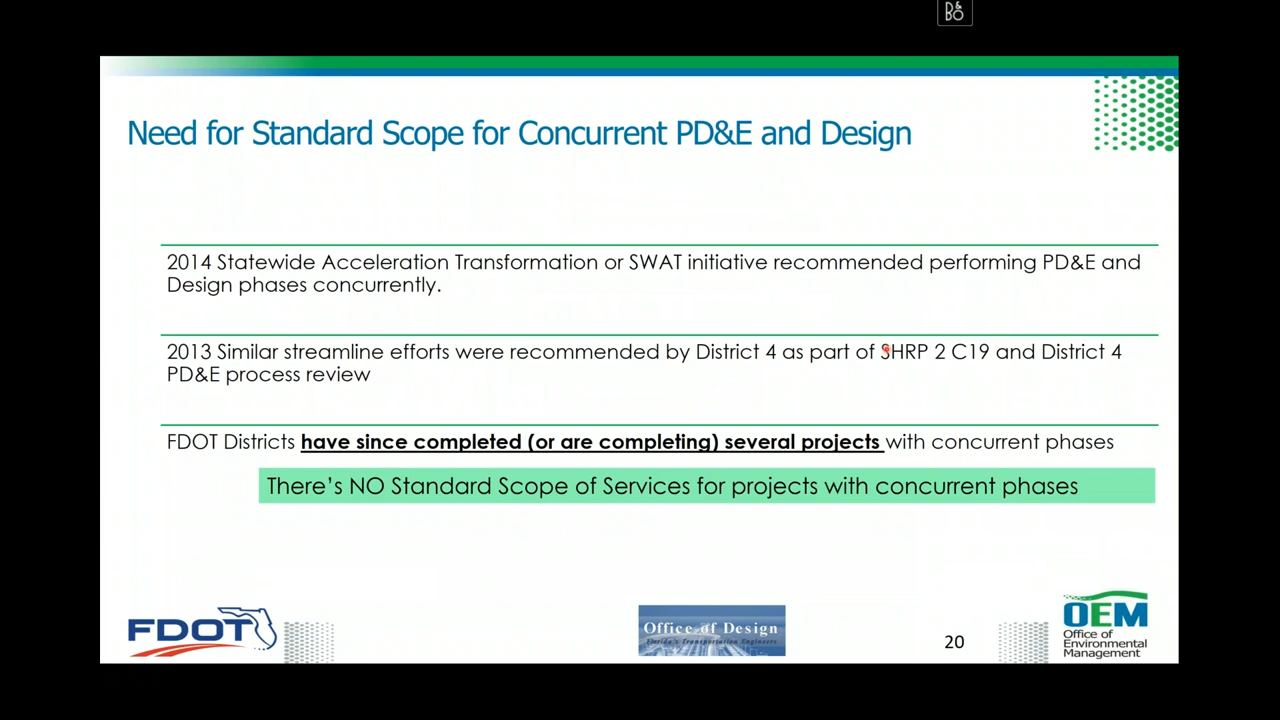 B&O
Need for Standard Scope for Concurrent PD&E and Design
2014 Statewide Acceleration Transformation or SWAT initiative recommended performing PD&E and
Design phases concurrently.
2013 Similar streamline efforts were recommended by District 4 as part of SHRP 2 C19 and District 4
PD&E process review
FDOT Districts have since completed (or are completing) several projects with concurrent phases
There's NO Standard Scope of Services for projects with concurrent phases
FDOT
Office of Design
Florida's Transportation Engineers
20
OEM
Office of
Environmental
Management